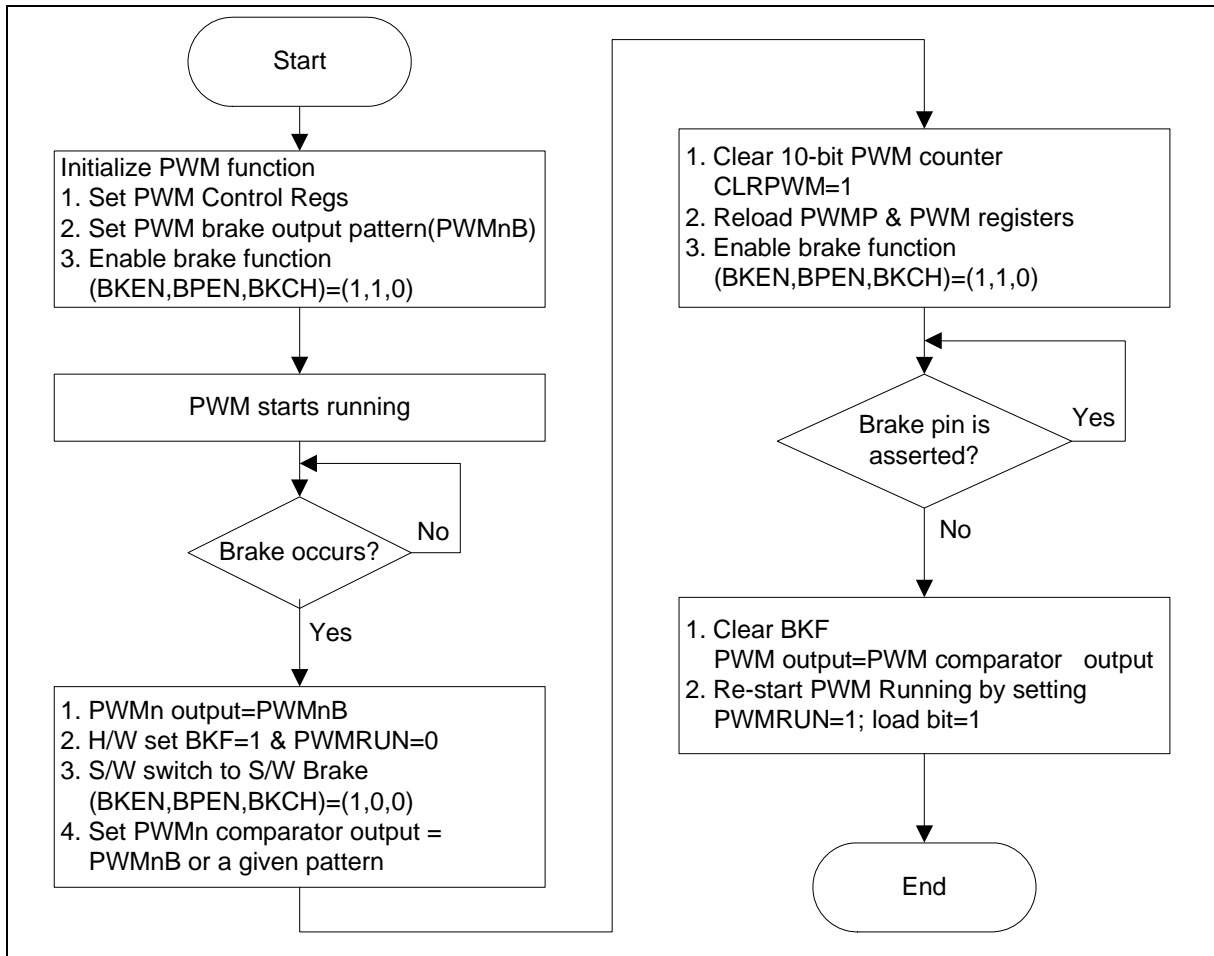 Start
Initialize PWM function
1. Set PWM Control Regs
2. Set PWM brake output pattern(PWMnB)
3. Enable brake function
(BKEN,BPEN,BKCH)=(1,1,0)
PWM starts running
Brake occurs?
No
Yes
1. PWMn output=PWMnB
2. H/W set BKF=1 & PWMRUN=0
3. S/W switch to S/W Brake
(BKEN,BPEN,BKCH)=(1,0,0)
4. Set PWMn comparator output =
PWMnB or a given pattern
1. Clear 10-bit PWM counter
CLRPWM=1
2. Reload PWMP & PWM registers
3. Enable brake function
(BKEN,BPEN,BKCH)=(1,1,0)
Brake pin is
asserted?
Yes
No
1. Clear BKF
PWM output=PWM comparator output
2. Re-start PWM Running by setting
PWMRUN=1; load bit=1
End